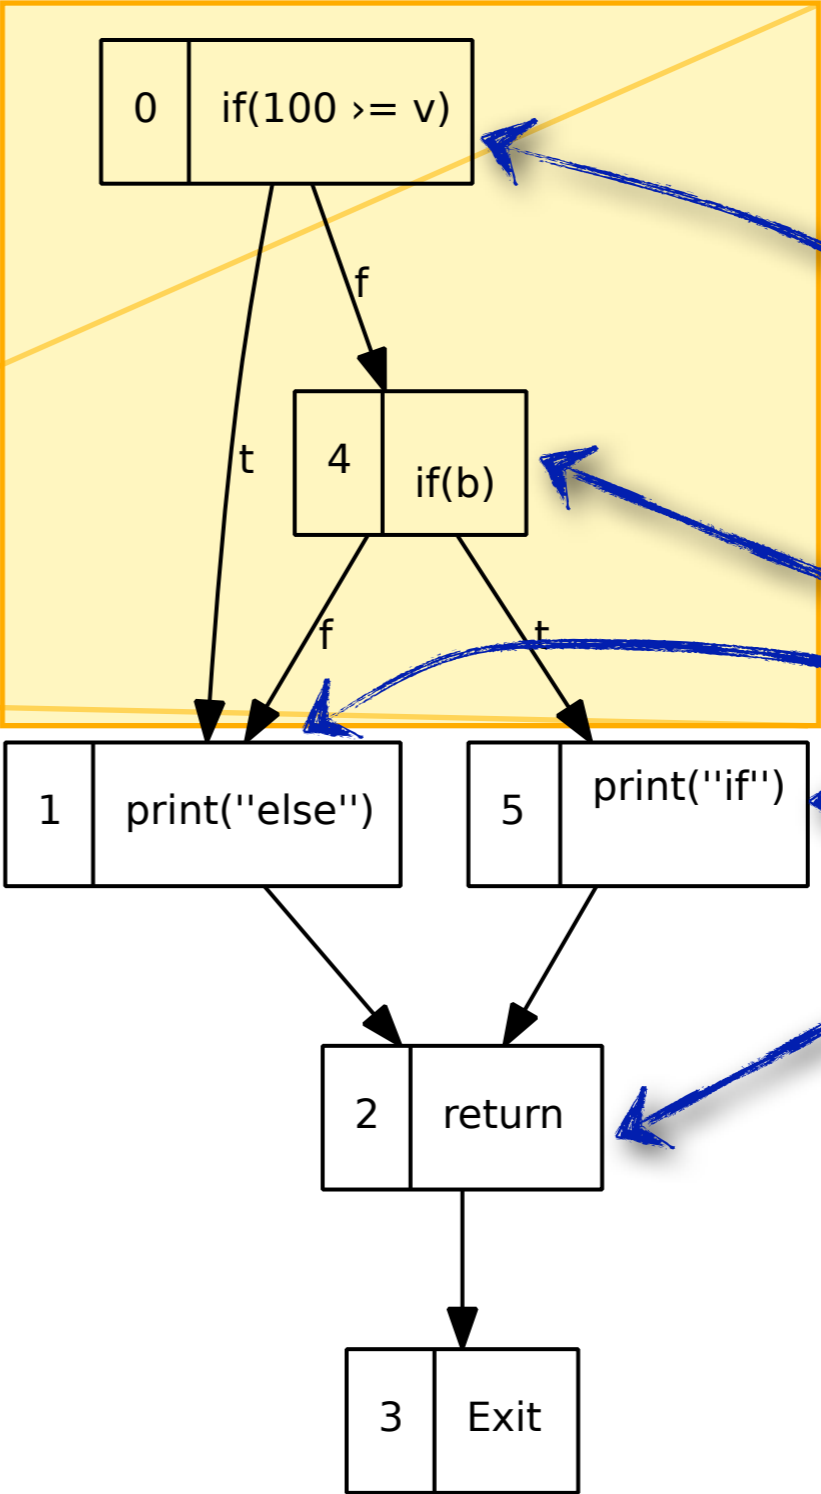 0 if(100 >= v)
f
t
4 if(b)
f t
1 print("else")
5 print("if")
2 return
3 Exit